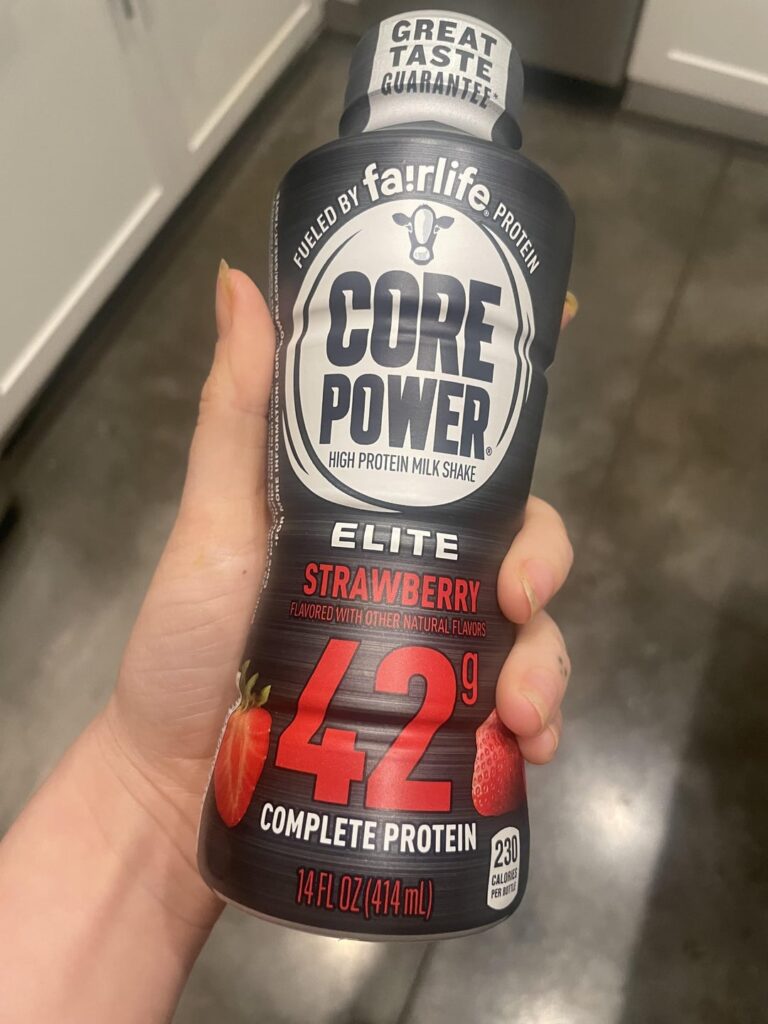 GREAT
TASTE
GUARANTEE*
FUELED BY fa!rlife® PROTEIN
CORE
POWER®
HIGH PROTEIN MILK SHAKE
ELITE
STRAWBERRY
FLAVORED WITH OTHER NATURAL FLAVORS
42g
COMPLETE PROTEIN
230
CALORIES
PER BOTTLE
14 FL OZ (414 mL)